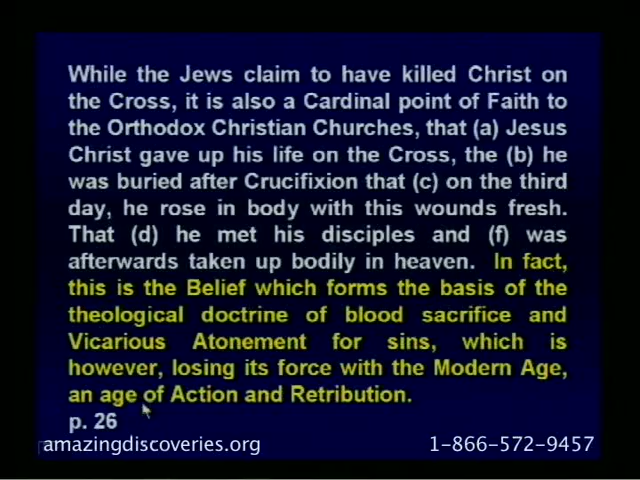 While the Jews claim to have killed Christ on
the Cross, it is also a Cardinal point of Faith to
the Orthodox Christian Churches, that (a) Jesus
Christ gave up his life on the Cross, the (b) he
was buried after Crucifixion that (c) on the third
day, he rose in body with this wounds fresh.
That (d) he met his disciples and (f) was
afterwards taken up bodily in heaven. In fact,
this is the Belief which forms the basis of the
theological doctrine of blood sacrifice and
Vicarious Atonement for sins, which is
however, losing its force with the Modern Age,
an age of Action and Retribution.
p. 26
amazingdiscoveries.org 1-866-572-9457